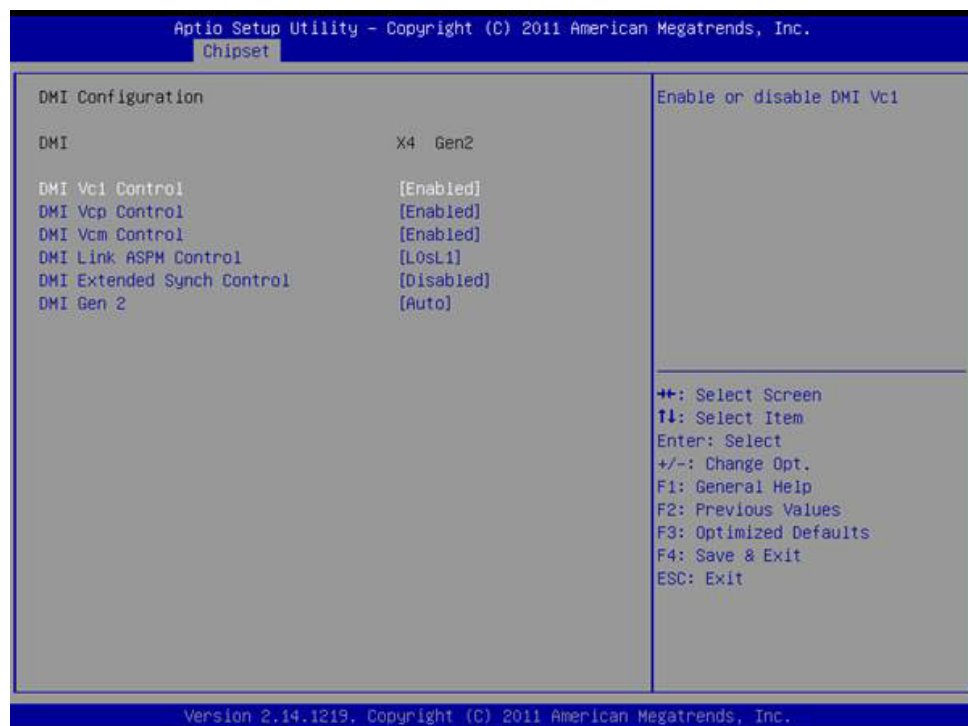 Aptio Setup Utility – Copyright (C) 2011 American Megatrends, Inc.
Chipset
DMI Configuration
DMI X4 Gen2
DMI Vc1 Control [Enabled]
DMI Vcp Control [Enabled]
DMI Vcm Control [Enabled]
DMI Link ASPM Control [L0sL1]
DMI Extended Synch Control [Disabled]
DMI Gen 2 [Auto]
Enable or disable DMI Vc1
→←: Select Screen
↑↓: Select Item
Enter: Select
+/-: Change Opt.
F1: General Help
F2: Previous Values
F3: Optimized Defaults
F4: Save & Exit
ESC: Exit
Version 2.14.1219. Copyright (C) 2011 American Megatrends, Inc.